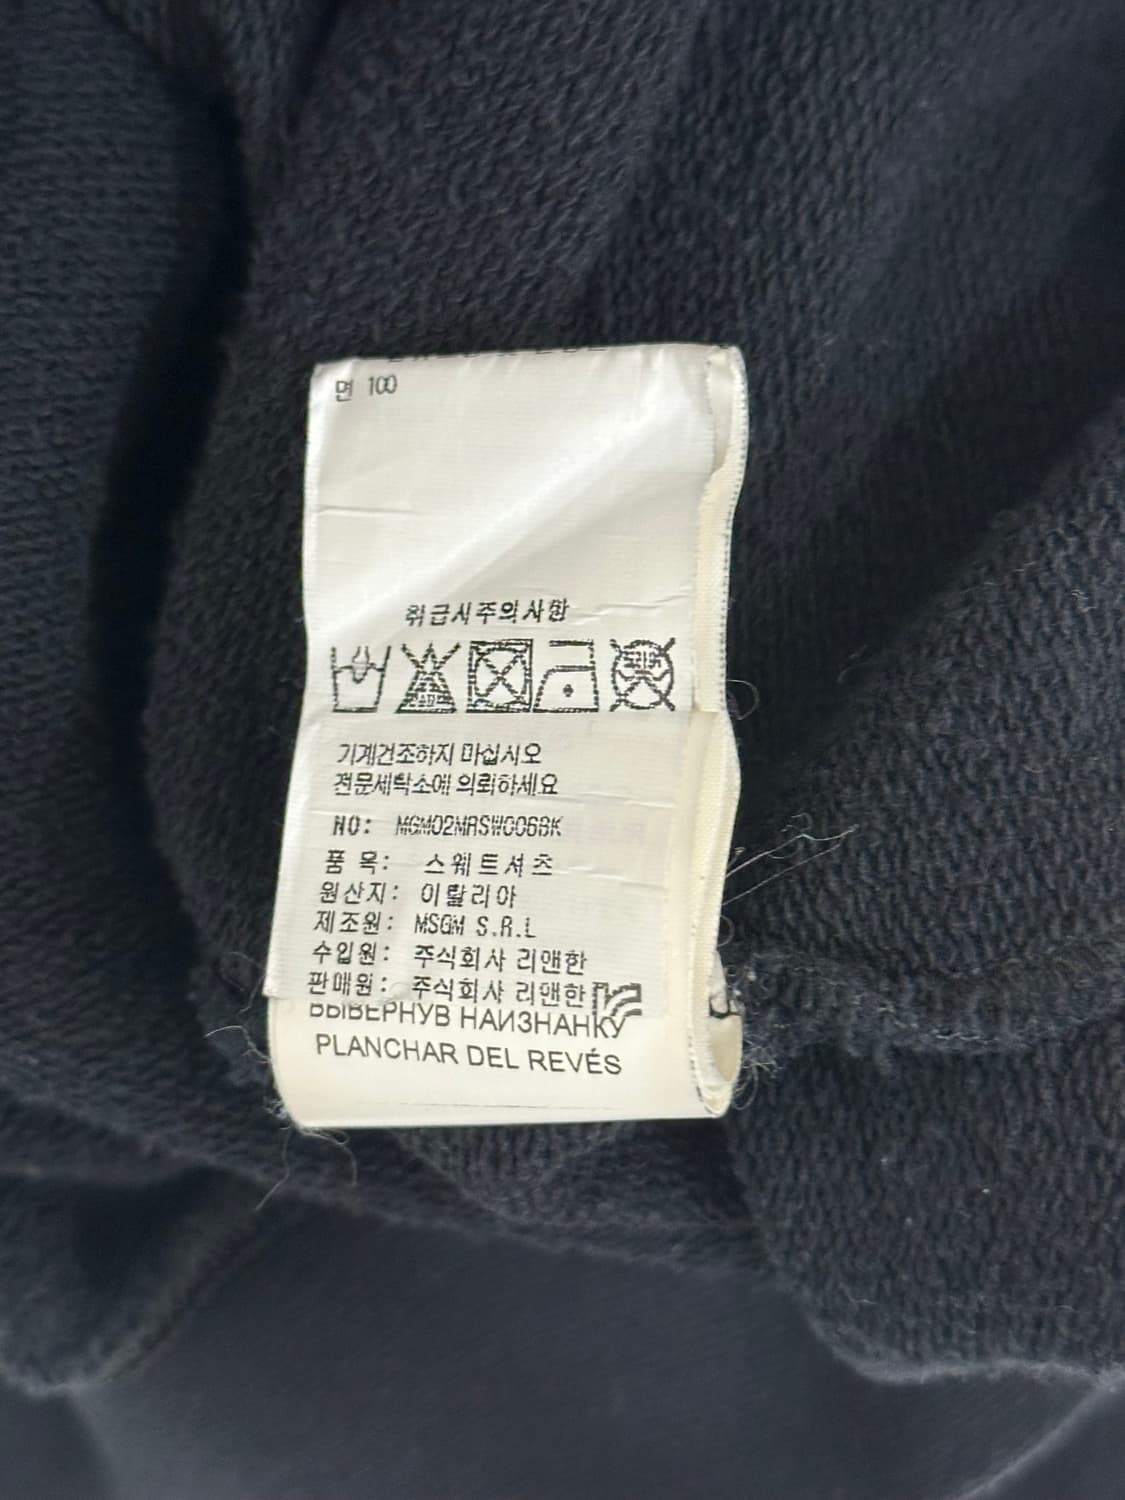 면 100
취급시주의사항
기계건조하지 마십시오
전문세탁소에 의뢰하세요
NO: MGM02MRSW006BK
품 목: 스웨트셔츠
원산지: 이탈리아
제조원: MSGM S.R.L
수입원: 주식회사 리앤한
판매원: 주식회사 리앤한
ВЫВЕРНУВ НАИЗНАНКУ
PLANCHAR DEL REVÉS